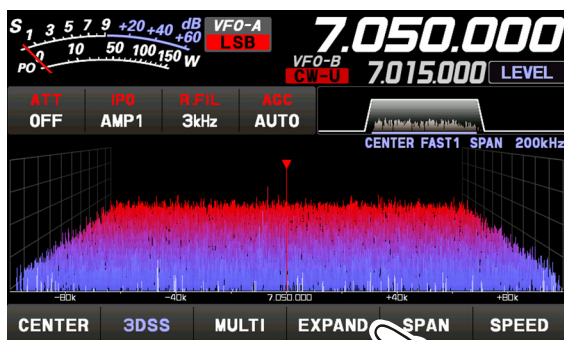 S 1 3 5 7 9 +20 +40 +60 dB
PO 0 10 50 100 150 W
VFO-A
LSB
7.050.000
VFO-B
CW-U
7.015.000
LEVEL
ATT IPO R.FIL AGC
OFF AMP1 3kHz AUTO
CENTER FAST1 SPAN 200kHz
-80k -40k 7.050.000 +40k +80k
CENTER 3DSS MULTI EXPAND SPAN SPEED